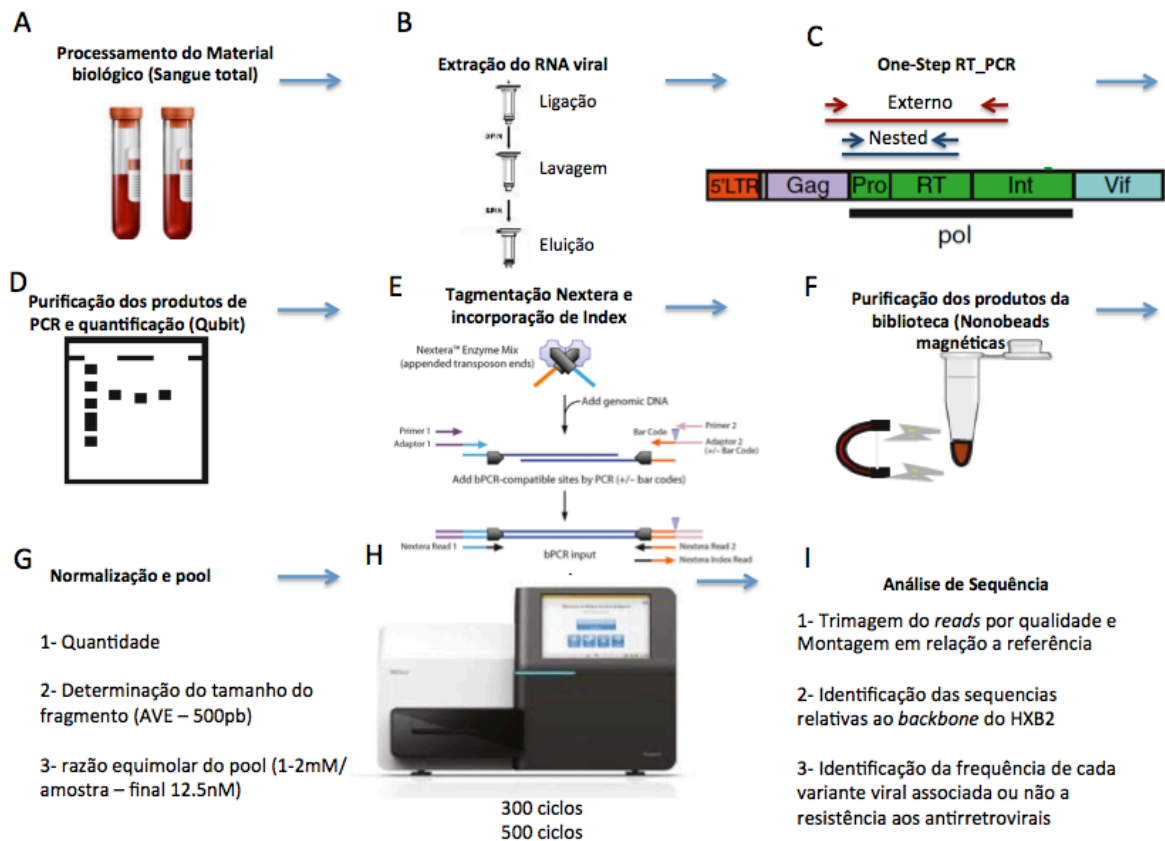 A
Processamento do Material
biológico (Sangue total)
B
Extração do RNA viral
Ligação
SPIN
Lavagem
SPIN
Eluição
C
One-Step RT_PCR
Externo
Nested
5'LTR
Gag
Pro
RT
Int
Vif
pol
D
Purificação dos produtos de
PCR e quantificação (Qubit)
E
Tagmentação Nextera e
incorporação de Index
Nextera™ Enzyme Mix
(appended transposon ends)
Add genomic DNA
Primer 1
Adaptor 1
Bar Code
Primer 2
Adaptor 2
(+/– Bar Code)
Add bPCR-compatible sites by PCR (+/– bar codes)
Nextera Read 1
bPCR input
Nextera Read 2
Nextera Index Read
F
Purificação dos produtos da
biblioteca (Nonobeads
magnéticas
G
Normalização e pool
1- Quantidade
2- Determinação do tamanho do
fragmento (AVE – 500pb)
3- razão equimolar do pool (1-2mM/
amostra – final 12.5nM)
H
300 ciclos
500 ciclos
I
Análise de Sequência
1- Trimagem do reads por qualidade e
Montagem em relação a referência
2- Identificação das sequencias
relativas ao backbone do HXB2
3- Identificação da frequência de cada
variante viral associada ou não a
resistência aos antirretrovirais